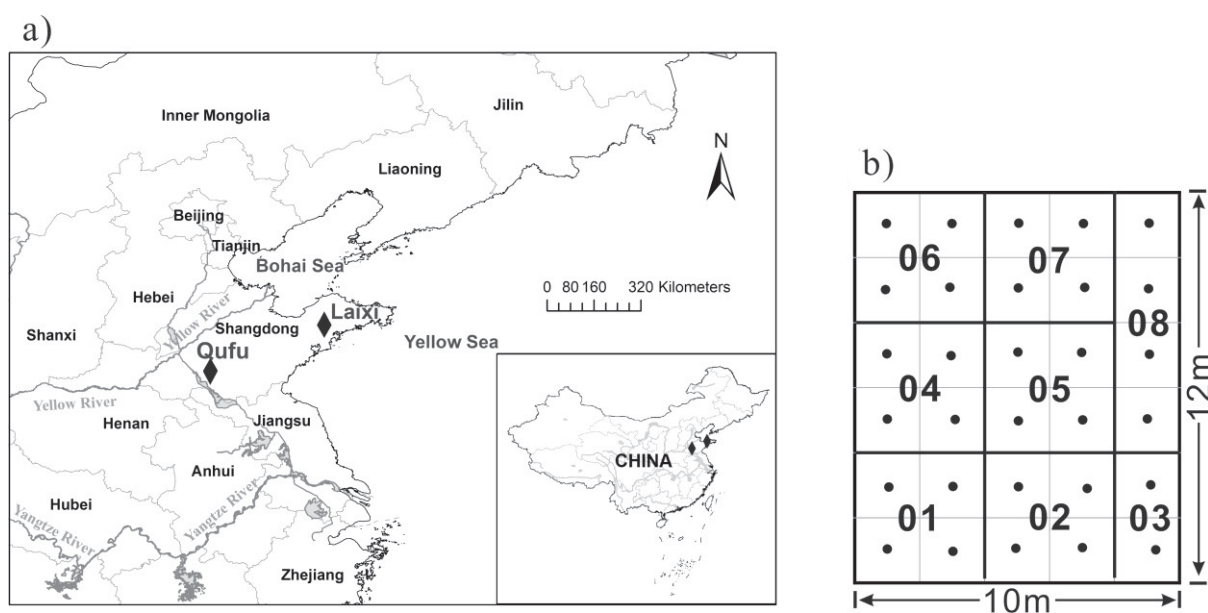 a)
Inner Mongolia
Jilin
N
Liaoning
Beijing
Tianjin
Bohai Sea
0 80 160 320 Kilometers
Hebei
Yellow River
Shangdong
Laixi
Shanxi
Yellow Sea
Qufu
Yellow River
Henan
Jiangsu
Anhui
Hubei
Yangtze River
Yangtze River
Zhejiang
CHINA
b)
06 07
08
04 05
01 02 03
12m
10m